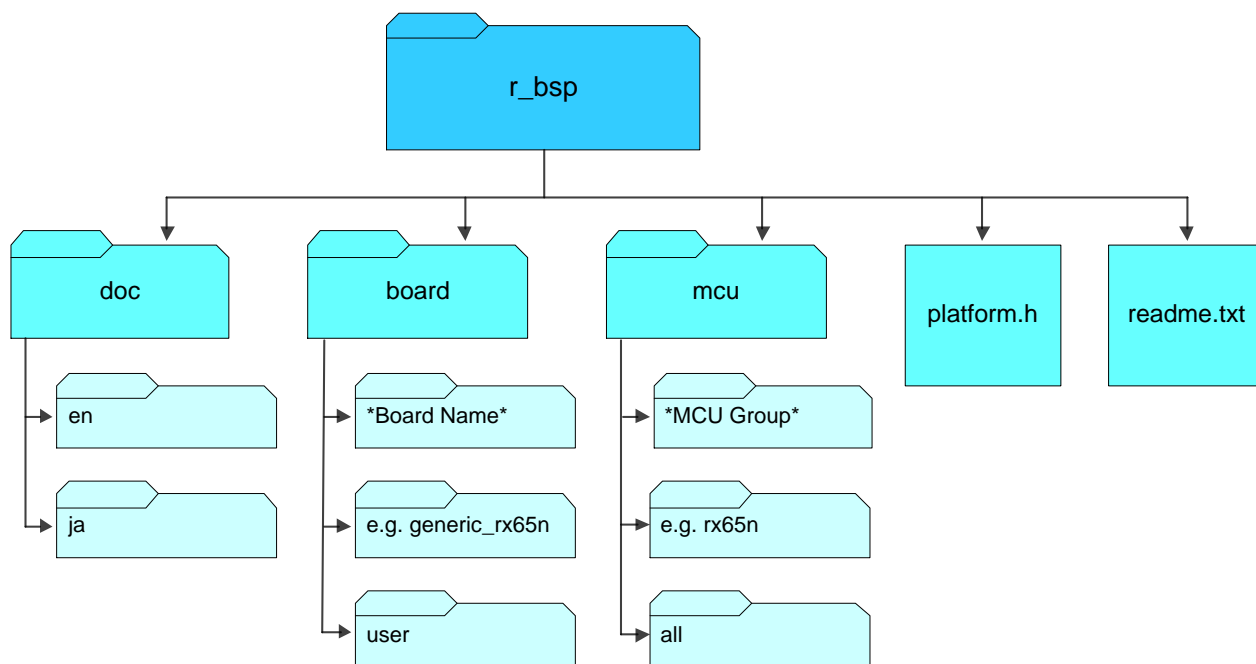 r_bsp
doc
board
mcu
platform.h
readme.txt
en
*Board Name*
*MCU Group*
ja
e.g. generic_rx65n
e.g. rx65n
user
all